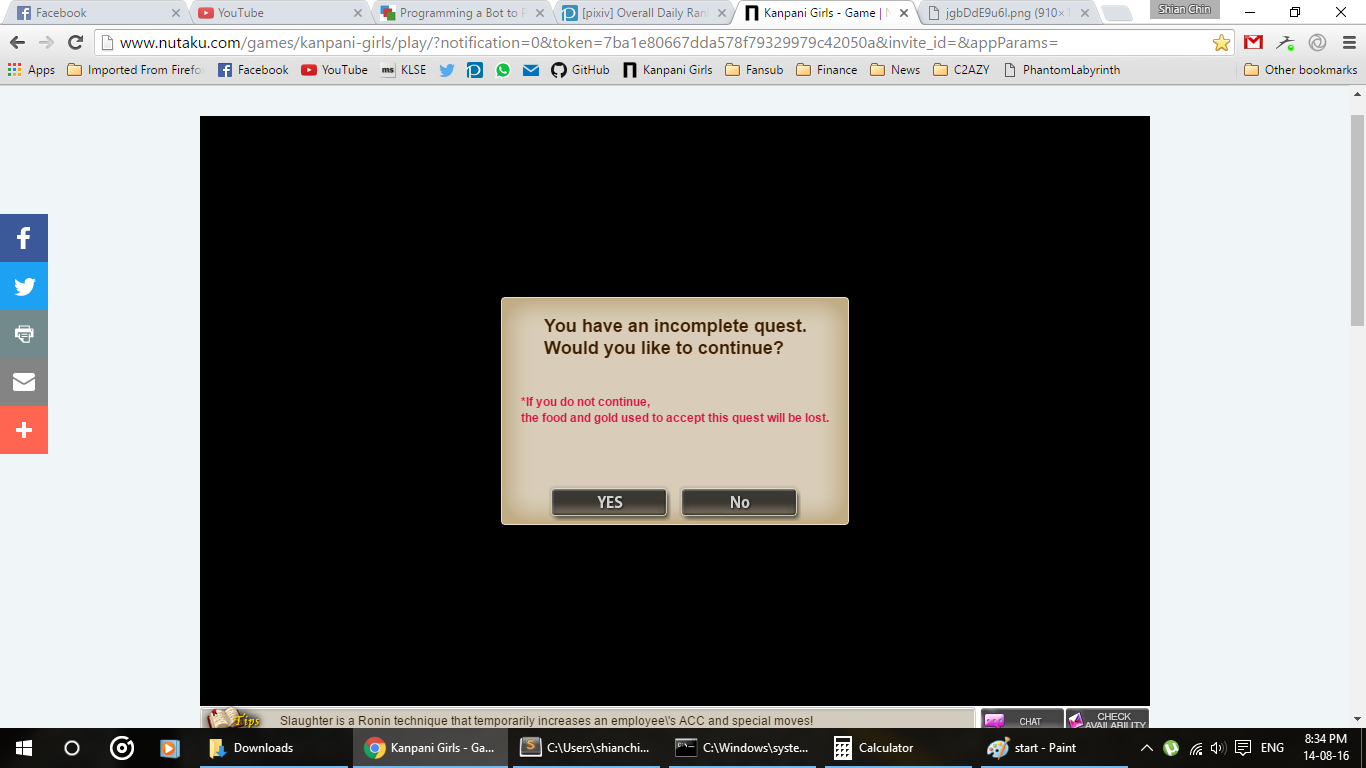 Facebook
YouTube
Programming a Bot to P
[pixiv] Overall Daily Rank
Kanpani Girls - Game | N
jgbDdE9u6l.png (910×1
Shian Chin
www.nutaku.com/games/kanpani-girls/play/?notification=0&token=7ba1e80667dda578f79329979c42050a&invite_id=&appParams=
Apps Imported From Firefo Facebook YouTube ms KLSE GitHub Kanpani Girls Fansub Finance News C2AZY PhantomLabyrinth Other bookmarks
You have an incomplete quest.
Would you like to continue?
*If you do not continue,
the food and gold used to accept this quest will be lost.
YES No
Tips Slaughter is a Ronin technique that temporarily increases an employee\'s ACC and special moves!
CHAT
CHECK
AVAILABILITY
Downloads Kanpani Girls - Ga... C:\Users\shianchi... C:\Windows\syste... Calculator start - Paint ENG
8:34 PM
14-08-16